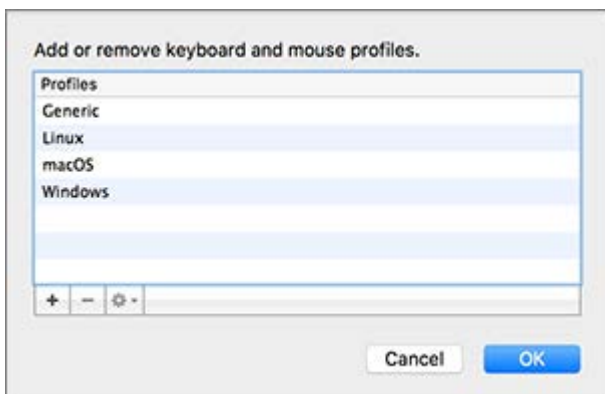 Add or remove keyboard and mouse profiles.
Profiles
Generic
Linux
macOS
Windows
Cancel OK